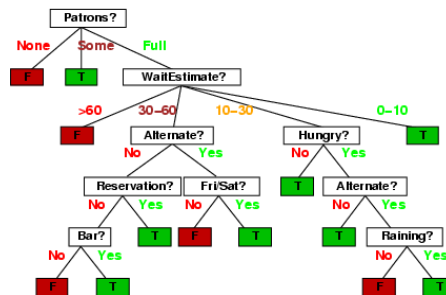 Patrons?
None Some Full
F T WaitEstimate?
>60 30–60 10–30 0–10
F Alternate? Hungry? T
No Yes No Yes
Reservation? Fri/Sat? T Alternate?
No Yes No Yes No Yes
Bar? T F T T Raining?
No Yes No Yes
F T F T